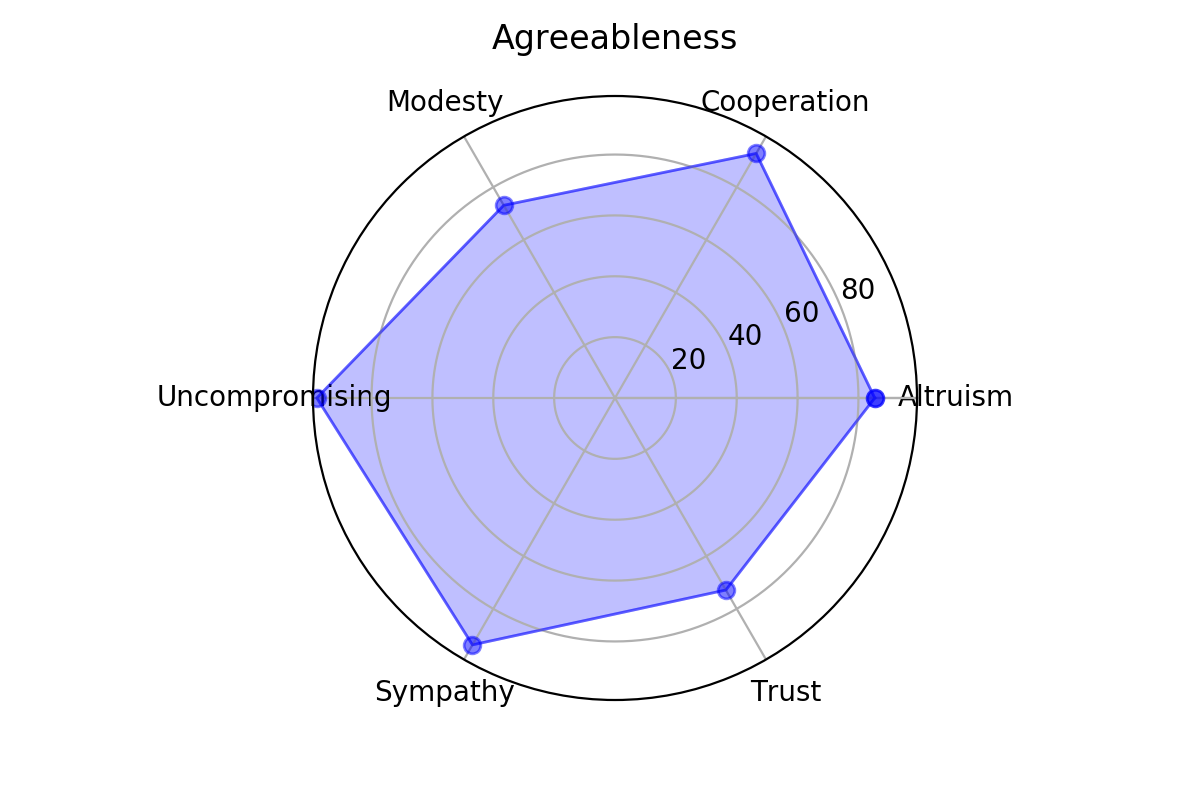 Agreeableness
Modesty
Cooperation
80
60
40
20
Uncompromising
Altruism
Sympathy
Trust